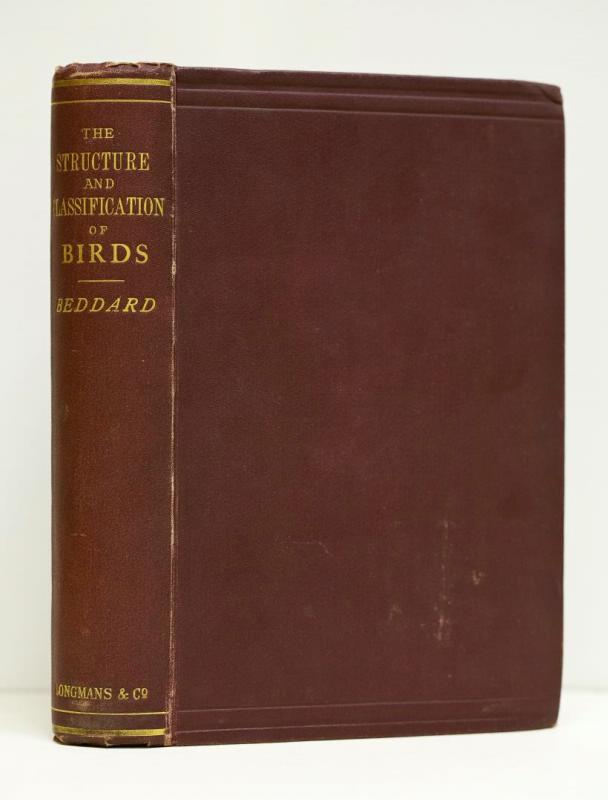 THE
STRUCTURE
AND
CLASSIFICATION
OF
BIRDS
BEDDARD
LONGMANS & Cº